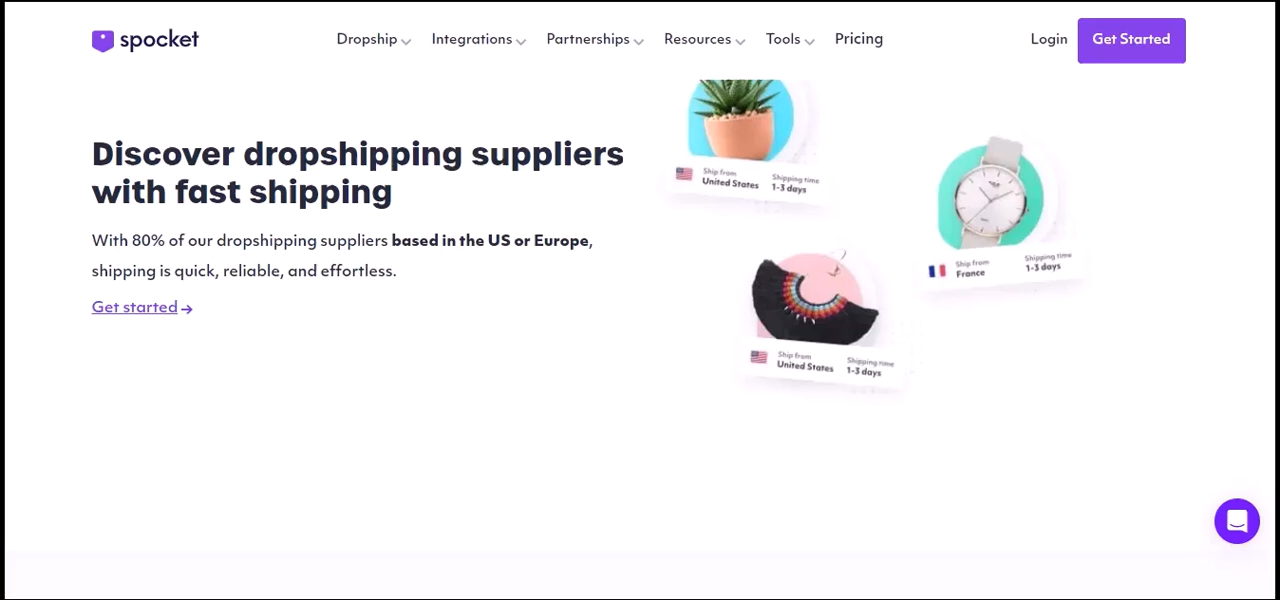 spocket
Dropship
Integrations
Partnerships
Resources
Tools
Pricing
Login
Get Started
Discover dropshipping suppliers
with fast shipping
With 80% of our dropshipping suppliers based in the US or Europe,
shipping is quick, reliable, and effortless.
Get started
Ship from
United States
Shipping time
1-3 days
Ship from
France
Shipping time
1-3 days
Ship from
United States
Shipping time
1-3 days